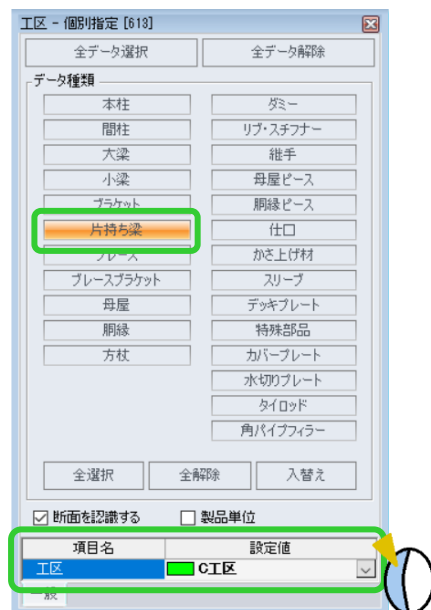 工区 - 個別指定 [613]
全データ選択 全データ解除
データ種類
本柱 ダミー
間柱 リブ・スチフナー
大梁 継手
小梁 母屋ピース
ブラケット 胴縁ピース
片持ち梁 仕口
ブレース かさ上げ材
ブレースブラケット スリーブ
母屋 デッキプレート
胴縁 特殊部品
方杖 カバープレート
水切りプレート
タイロッド
角パイプフィラー
全選択 全解除 入替え
断面を認識する 製品単位
項目名 設定値
工区 C工区
一般